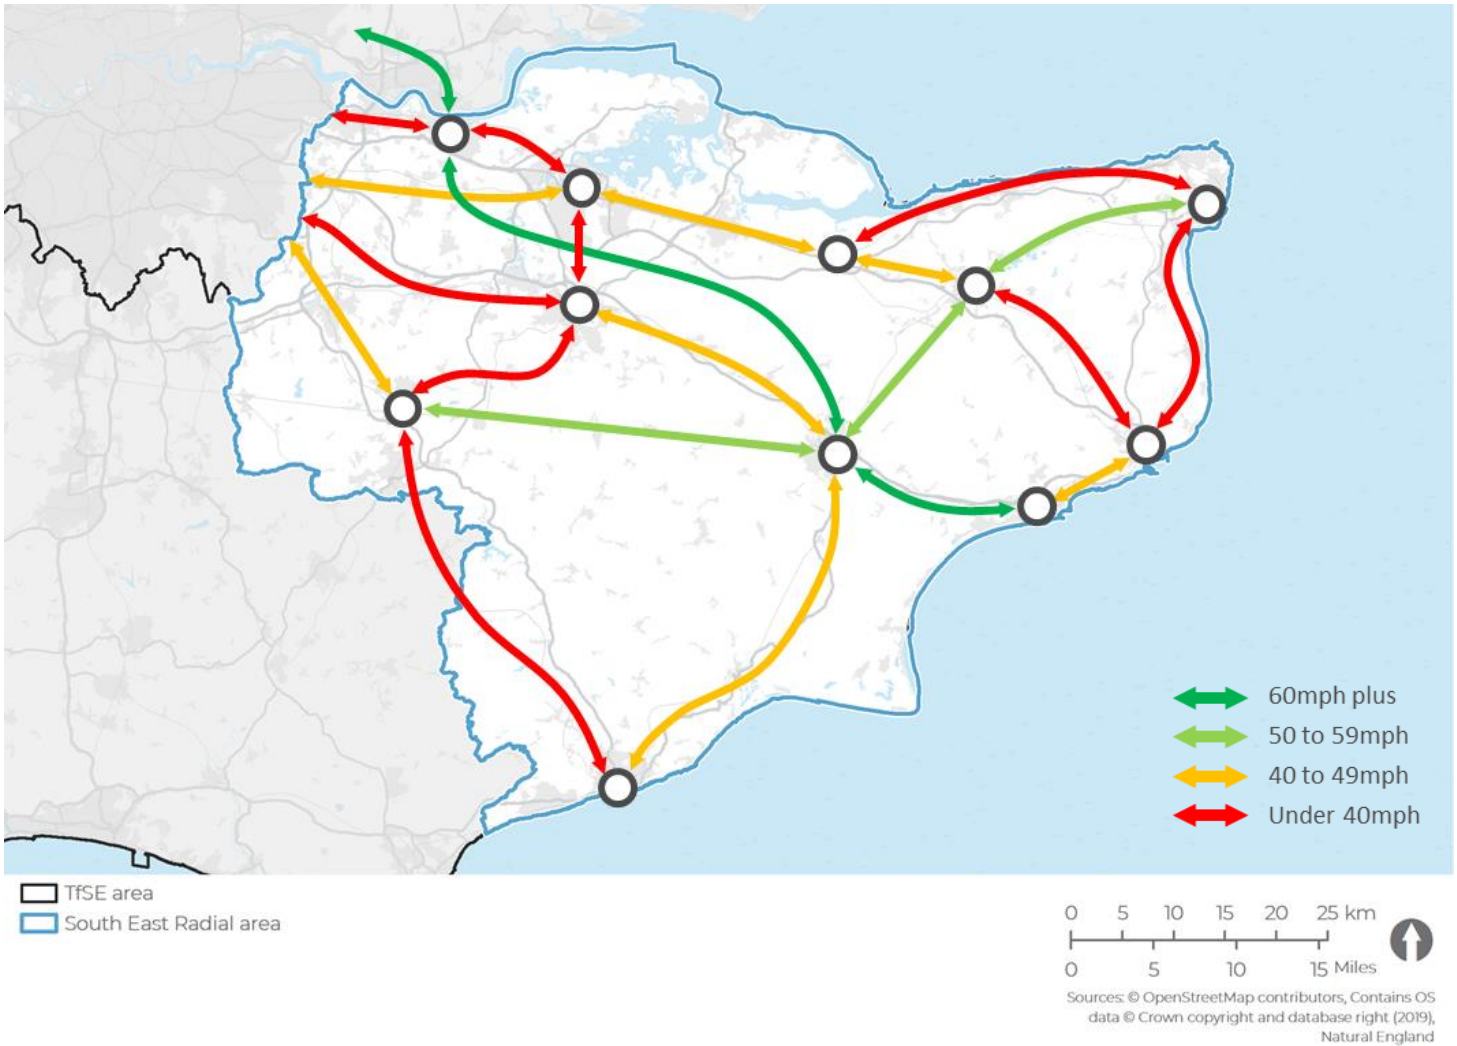 60mph plus
50 to 59mph
40 to 49mph
Under 40mph
TfSE area
South East Radial area
0 5 10 15 20 25 km
0 5 10 15 Miles
Sources: © OpenStreetMap contributors, Contains OS
data © Crown copyright and database right (2019),
Natural England